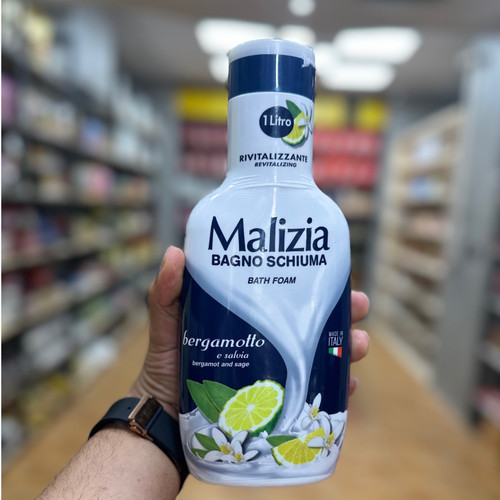 1 Litro
RIVITALIZZANTE
REVITALIZING
Malizia
BAGNO SCHIUMA
BATH FOAM
bergamotto
e salvia
bergamot and sage
MADE IN
ITALY